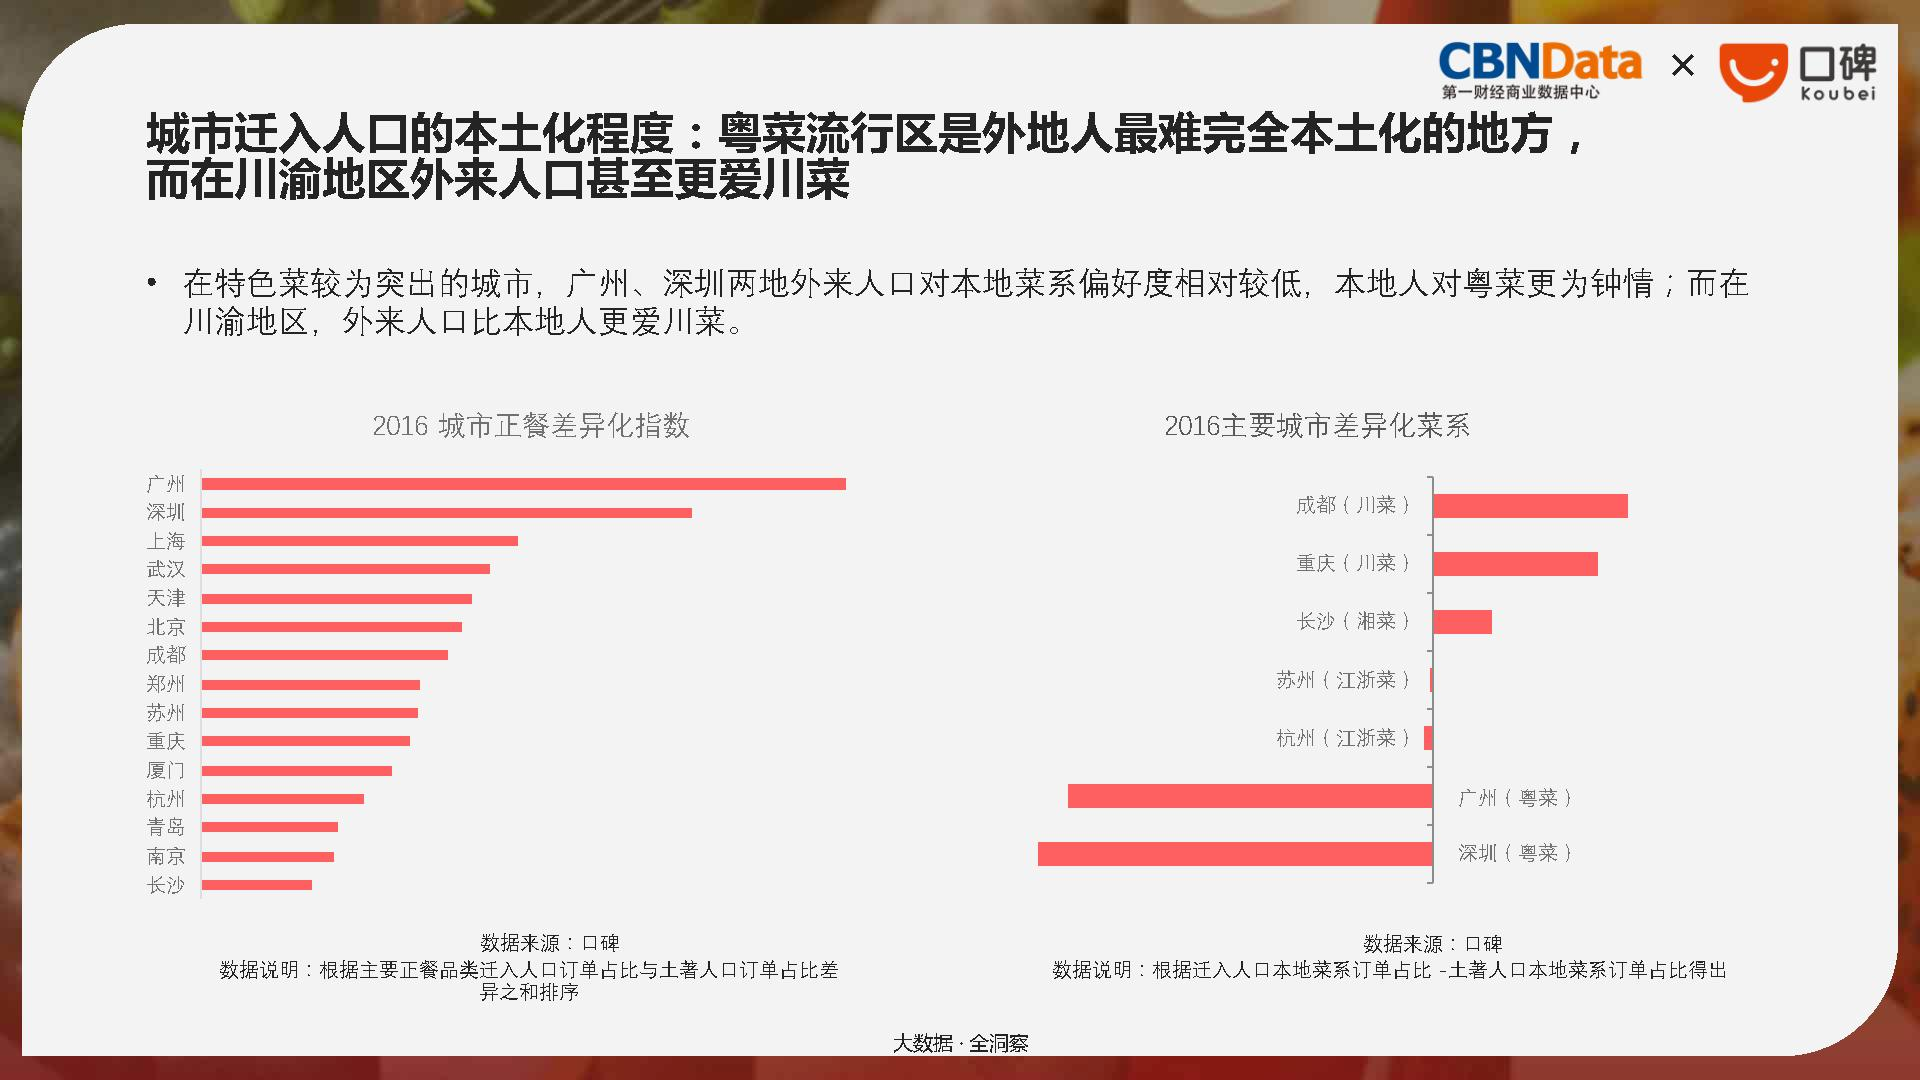 CBNData
第一财经商业数据中心
×
口碑
Koubei
城市迁入人口的本土化程度：粤菜流行区是外地人最难完全本土化的地方，
而在川渝地区外来人口甚至更爱川菜
• 在特色菜较为突出的城市，广州、深圳两地外来人口对本地菜系偏好度相对较低，本地人对粤菜更为钟情；而在
川渝地区，外来人口比本地人更爱川菜。
2016 城市正餐差异化指数
广州
深圳
上海
武汉
天津
北京
成都
郑州
苏州
重庆
厦门
杭州
青岛
南京
长沙
数据来源：口碑
数据说明：根据主要正餐品类迁入人口订单占比与土著人口订单占比差
异之和排序
2016主要城市差异化菜系
成都（川菜）
重庆（川菜）
长沙（湘菜）
苏州（江浙菜）
杭州（江浙菜）
广州（粤菜）
深圳（粤菜）
数据来源：口碑
数据说明：根据迁入人口本地菜系订单占比 -土著人口本地菜系订单占比得出
大数据·全洞察